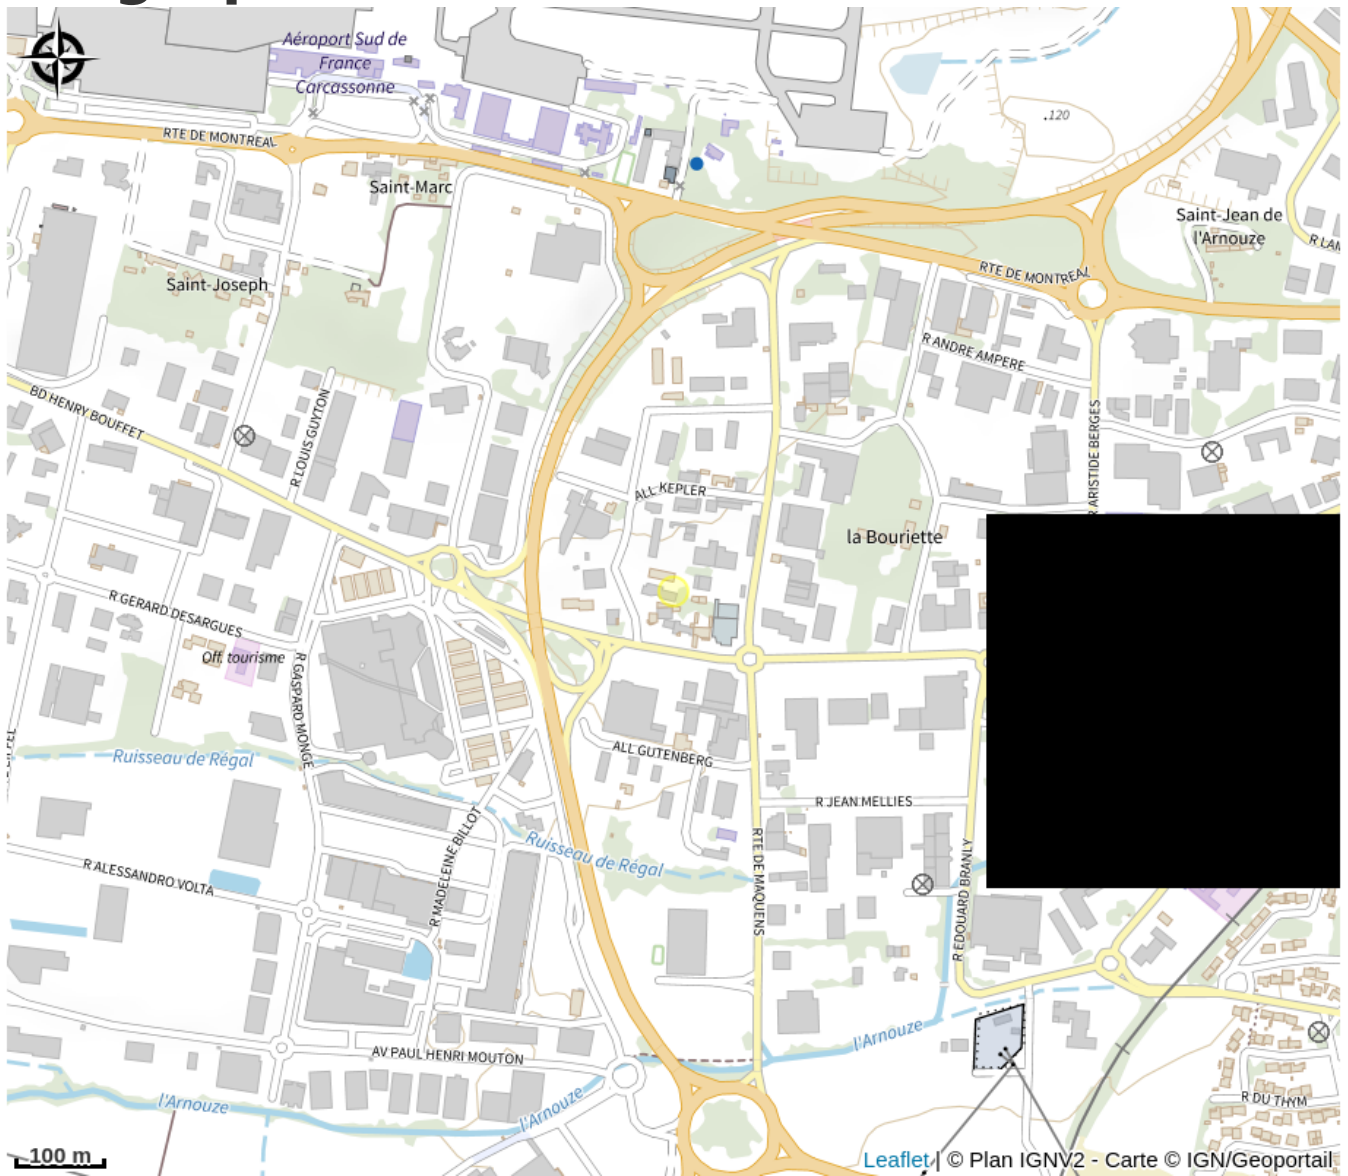 Aéroport Sud de
France
Carcassonne
.120
RTE DE MONTREAL
Saint-Marc
Saint-Jean de
l'Arnouze
R LAM
Saint-Joseph
RTE DE MONTREAL
R ANDRE AMPERE
BD HENRY BOUFFET
R LOUIS GUYTON
R ARISTIDE BERGES
ALL KEPLER
la Bouriette
R GERARD DESARGUES
Off. tourisme
R GASPARD MONGE
Ruisseau de Régal
ALL GUTENBERG
R JEAN MELLIES
R MADELEINE BILLOT
Ruisseau de Régal
RTE DE MAQUENS
R EDOUARD BRANLY
R ALESSANDRO VOLTA
l'Arnouze
AV PAUL HENRI MOUTON
l'Arnouze
l'Arnouze
R DU THYM
100 m
Leaflet | © Plan IGNV2 - Carte © IGN/Geoportail